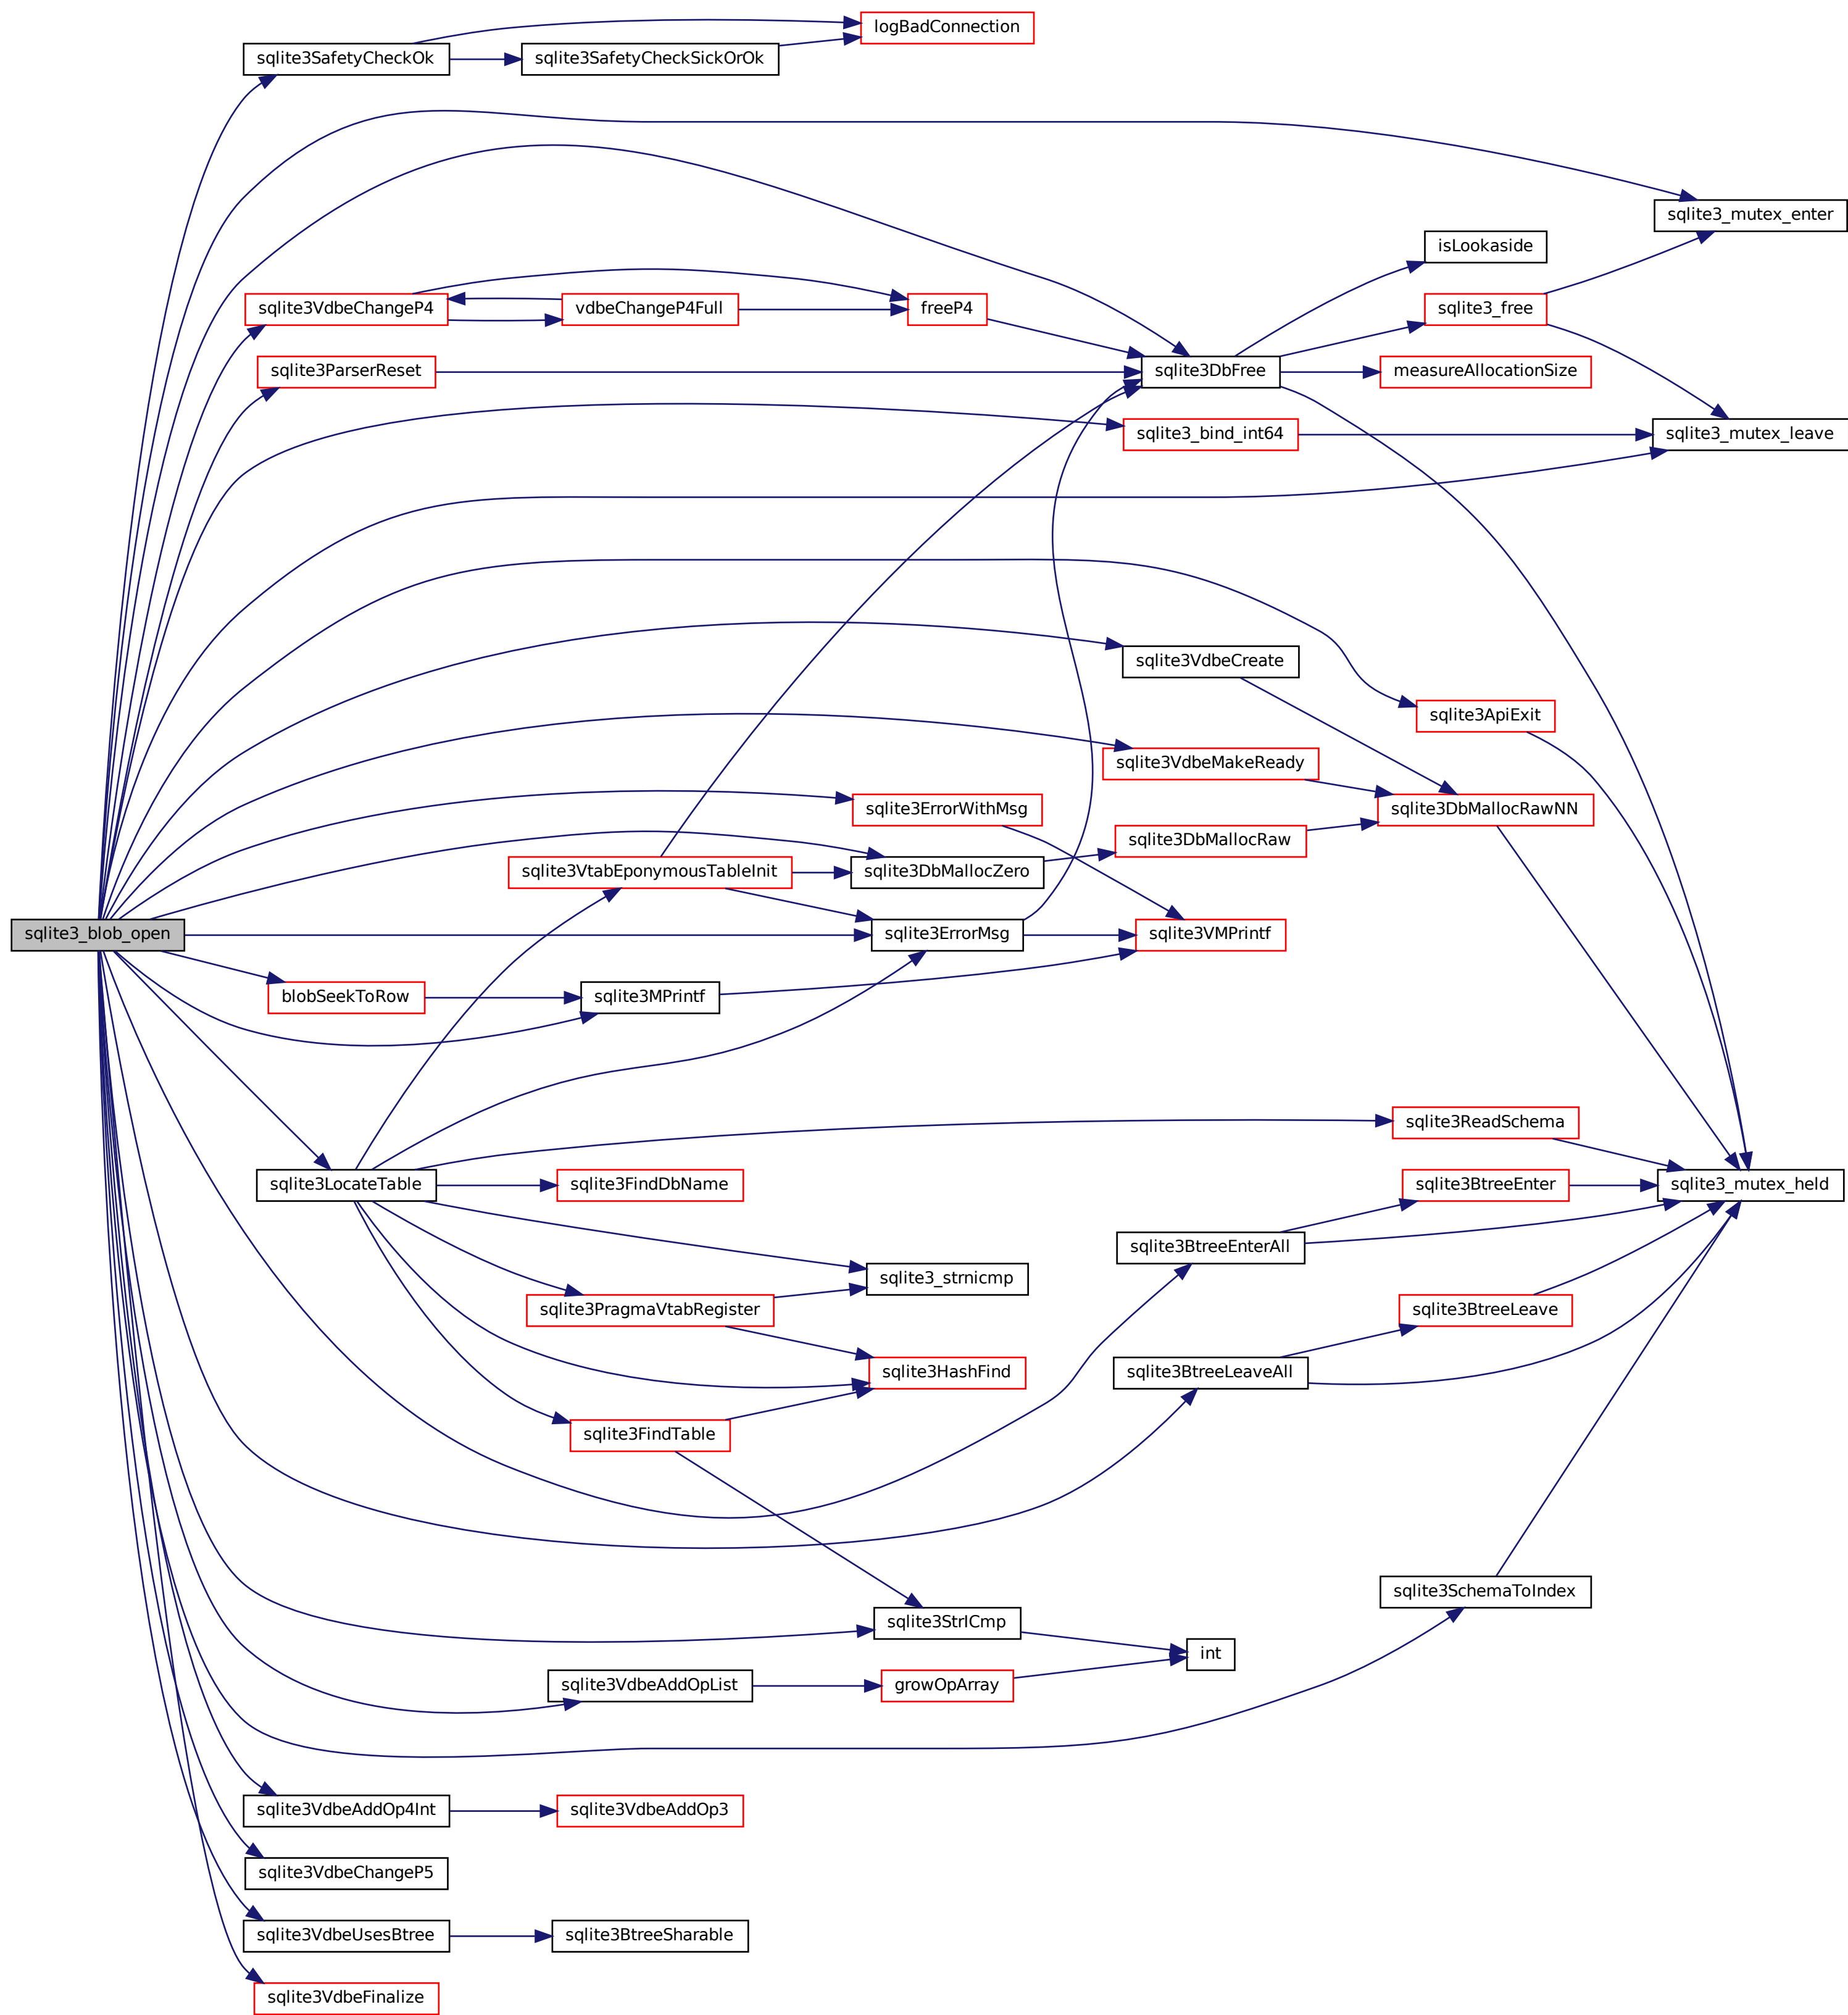 logBadConnection
sqlite3SafetyCheckOk
sqlite3SafetyCheckSickOrOk
sqlite3_mutex_enter
isLookaside
sqlite3VdbeChangeP4
vdbeChangeP4Full
freeP4
sqlite3_free
sqlite3ParserReset
sqlite3DbFree
measureAllocationSize
sqlite3_bind_int64
sqlite3_mutex_leave
sqlite3VdbeCreate
sqlite3ApiExit
sqlite3VdbeMakeReady
sqlite3ErrorWithMsg
sqlite3DbMallocRawNN
sqlite3DbMallocRaw
sqlite3VtabEponymousTableInit
sqlite3DbMallocZero
sqlite3_blob_open
sqlite3ErrorMsg
sqlite3VMPrintf
blobSeekToRow
sqlite3MPrintf
sqlite3ReadSchema
sqlite3LocateTable
sqlite3FindDbName
sqlite3BtreeEnter
sqlite3_mutex_held
sqlite3BtreeEnterAll
sqlite3_strnicmp
sqlite3PragmaVtabRegister
sqlite3BtreeLeave
sqlite3HashFind
sqlite3BtreeLeaveAll
sqlite3FindTable
sqlite3SchemaToIndex
sqlite3StrICmp
int
sqlite3VdbeAddOpList
growOpArray
sqlite3VdbeAddOp4Int
sqlite3VdbeAddOp3
sqlite3VdbeChangeP5
sqlite3VdbeUsesBtree
sqlite3BtreeSharable
sqlite3VdbeFinalize